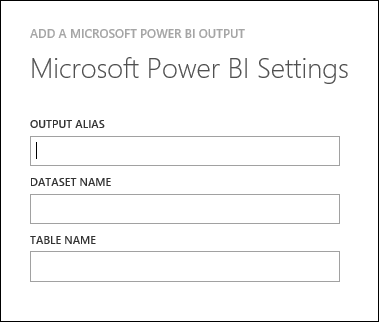 ADD A MICROSOFT POWER BI OUTPUT
Microsoft Power BI Settings
OUTPUT ALIAS
DATASET NAME
TABLE NAME